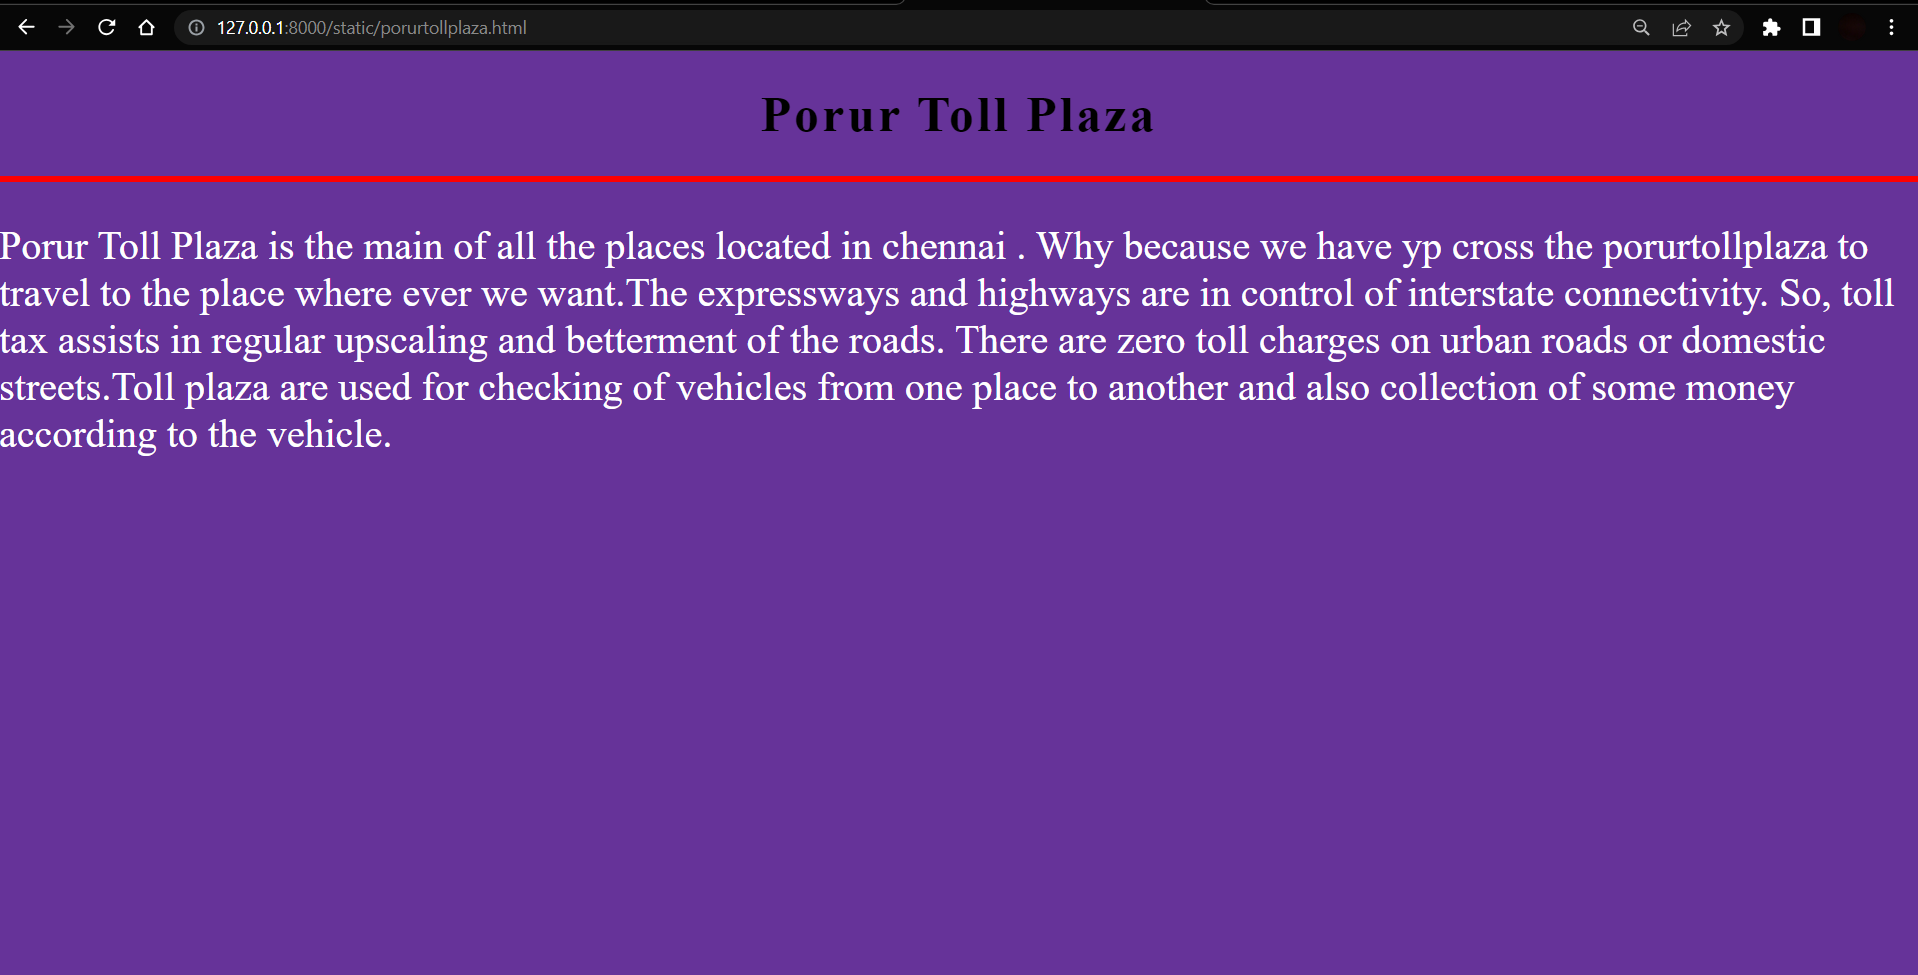 127.0.0.1:8000/static/porurtollplaza.html
Porur Toll Plaza
Porur Toll Plaza is the main of all the places located in chennai . Why because we have yp cross the porurtollplaza to
travel to the place where ever we want.The expressways and highways are in control of interstate connectivity. So, toll
tax assists in regular upscaling and betterment of the roads. There are zero toll charges on urban roads or domestic
streets.Toll plaza are used for checking of vehicles from one place to another and also collection of some money
according to the vehicle.